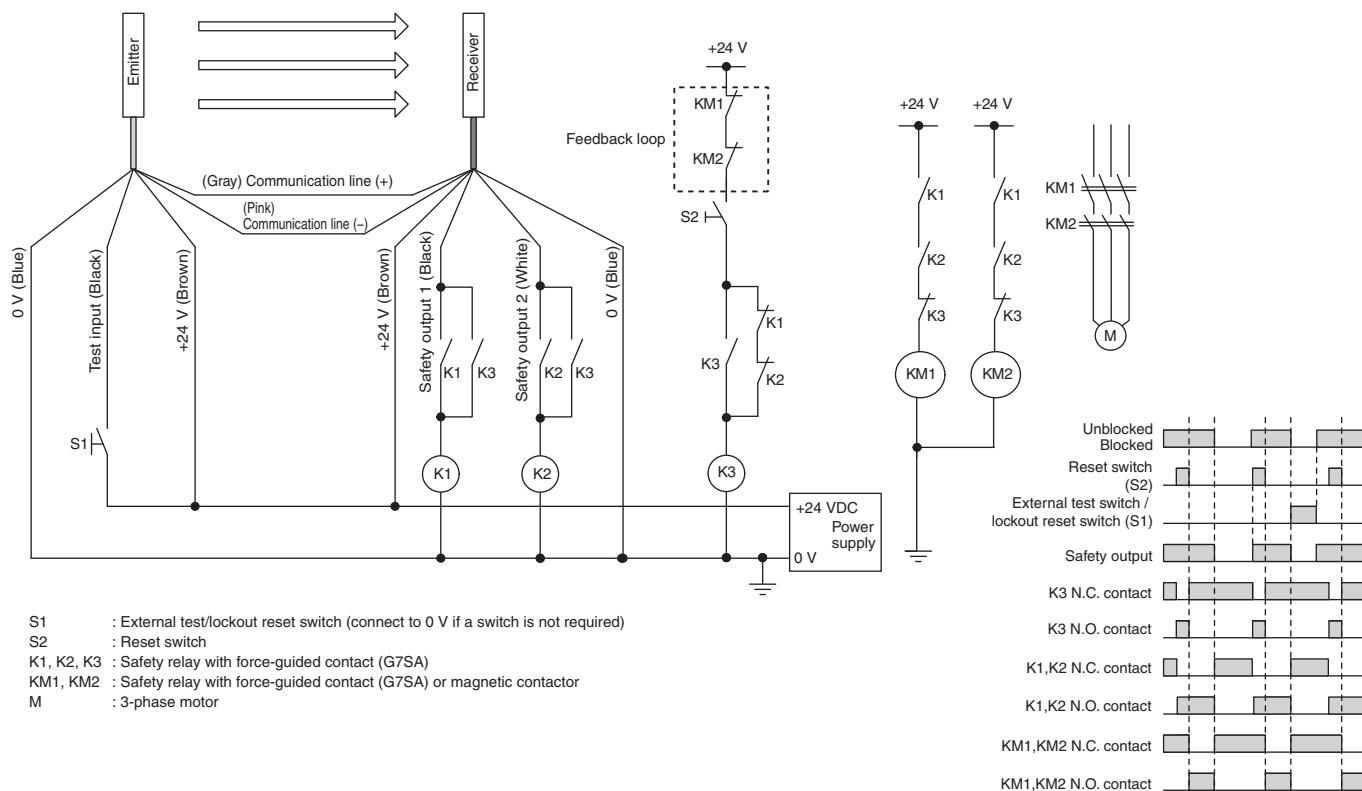 Emitter
Receiver
+24 V
KM1
KM2
Feedback loop
S2
K3
K1
K2
K3
+24 V
+24 V
K1
K1
K2
K2
K3
K3
KM1
KM2
KM1
KM2
M
(Gray) Communication line (+)
(Pink)
Communication line (−)
0 V (Blue)
Test input (Black)
+24 V (Brown)
+24 V (Brown)
Safety output 1 (Black)
Safety output 2 (White)
0 V (Blue)
K1
K3
K2
K3
S1
K1
K2
+24 VDC
Power
supply
0 V
S1 : External test/lockout reset switch (connect to 0 V if a switch is not required)
S2 : Reset switch
K1, K2, K3 : Safety relay with force-guided contact (G7SA)
KM1, KM2 : Safety relay with force-guided contact (G7SA) or magnetic contactor
M : 3-phase motor
Unblocked
Blocked
Reset switch
(S2)
External test switch /
lockout reset switch (S1)
Safety output
K3 N.C. contact
K3 N.O. contact
K1,K2 N.C. contact
K1,K2 N.O. contact
KM1,KM2 N.C. contact
KM1,KM2 N.O. contact